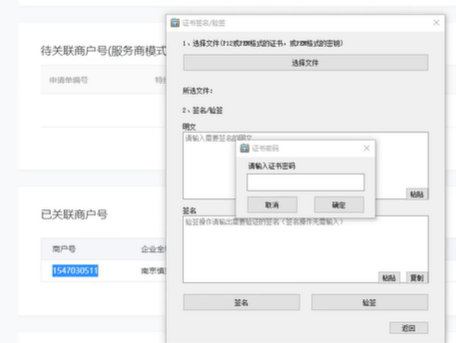 证书签名/验签
待关联商户号(服务商模式
申请单编号
特
1、选择文件(P12或PEM格式的证书，或PEM格式的密钥)
选择文件
所选文件:
2、签名/验签
明文
请输入需要签名的明文
证书密码
请输入证书密码
取消
确定
粘贴
签名
验签操作请输出需要验证的签名(签名操作无需输入)
粘贴
复制
签名
验签
返回
已关联商户号
商户号
企业全
1547030511
南京